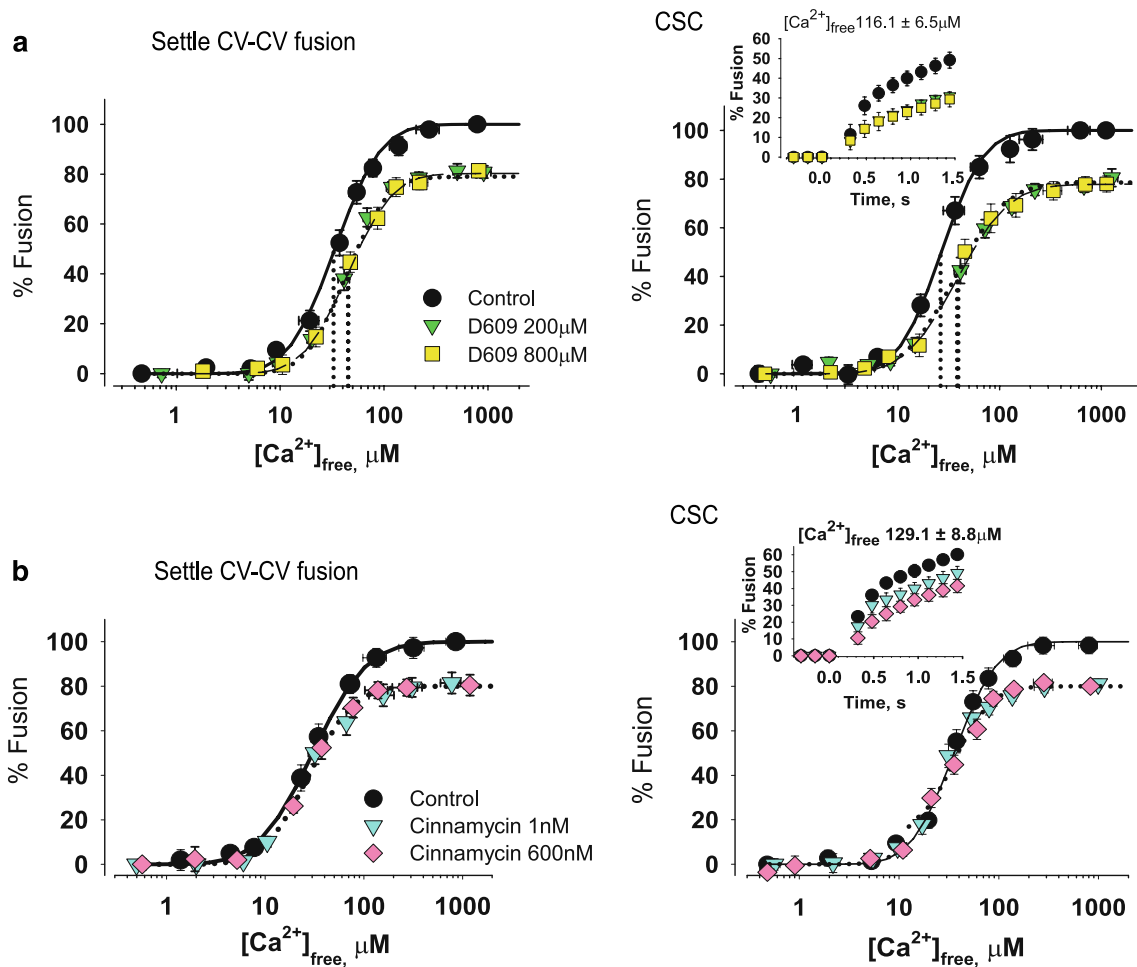 a
Settle CV-CV fusion
100
80
60
40
20
0
% Fusion
Control
D609 200μM
D609 800μM
1
10
100
1000
[Ca²⁺]free, μM
CSC
[Ca²⁺]free 116.1 ± 6.5μM
60
50
40
30
20
10
0
% Fusion
0.0
0.5
1.0
1.5
Time, s
100
80
60
40
20
0
% Fusion
1
10
100
1000
[Ca²⁺]free, μM
b
Settle CV-CV fusion
100
80
60
40
20
0
% Fusion
Control
Cinnamycin 1nM
Cinnamycin 600nM
1
10
100
1000
[Ca²⁺]free, μM
CSC
[Ca²⁺]free 129.1 ± 8.8μM
60
50
40
30
20
10
0
% Fusion
0.0
0.5
1.0
1.5
Time, s
100
80
60
40
20
0
% Fusion
1
10
100
1000
[Ca²⁺]free, μM